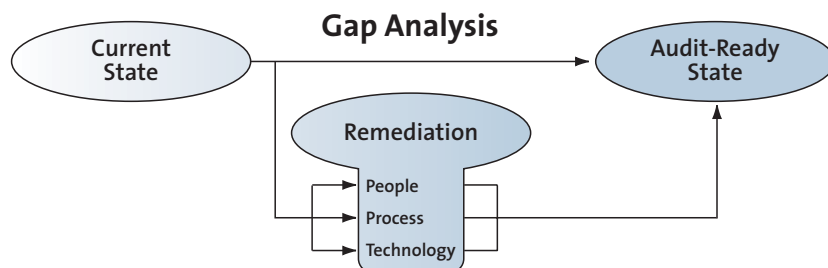 Gap Analysis
Current
State
Audit-Ready
State
Remediation
People
Process
Technology